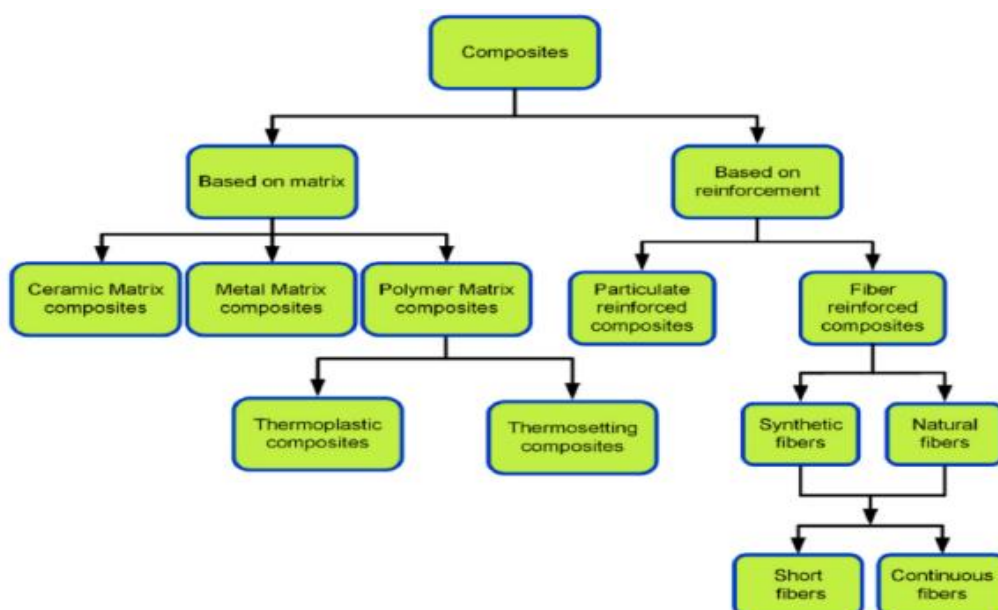 Composites
Based on matrix
Based on
reinforcement
Ceramic Matrix
composites
Metal Matrix
composites
Polymer Matrix
composites
Particulate
reinforced
composites
Fiber
reinforced
composites
Thermoplastic
composites
Thermosetting
composites
Synthetic
fibers
Natural
fibers
Short
fibers
Continuous
fibers